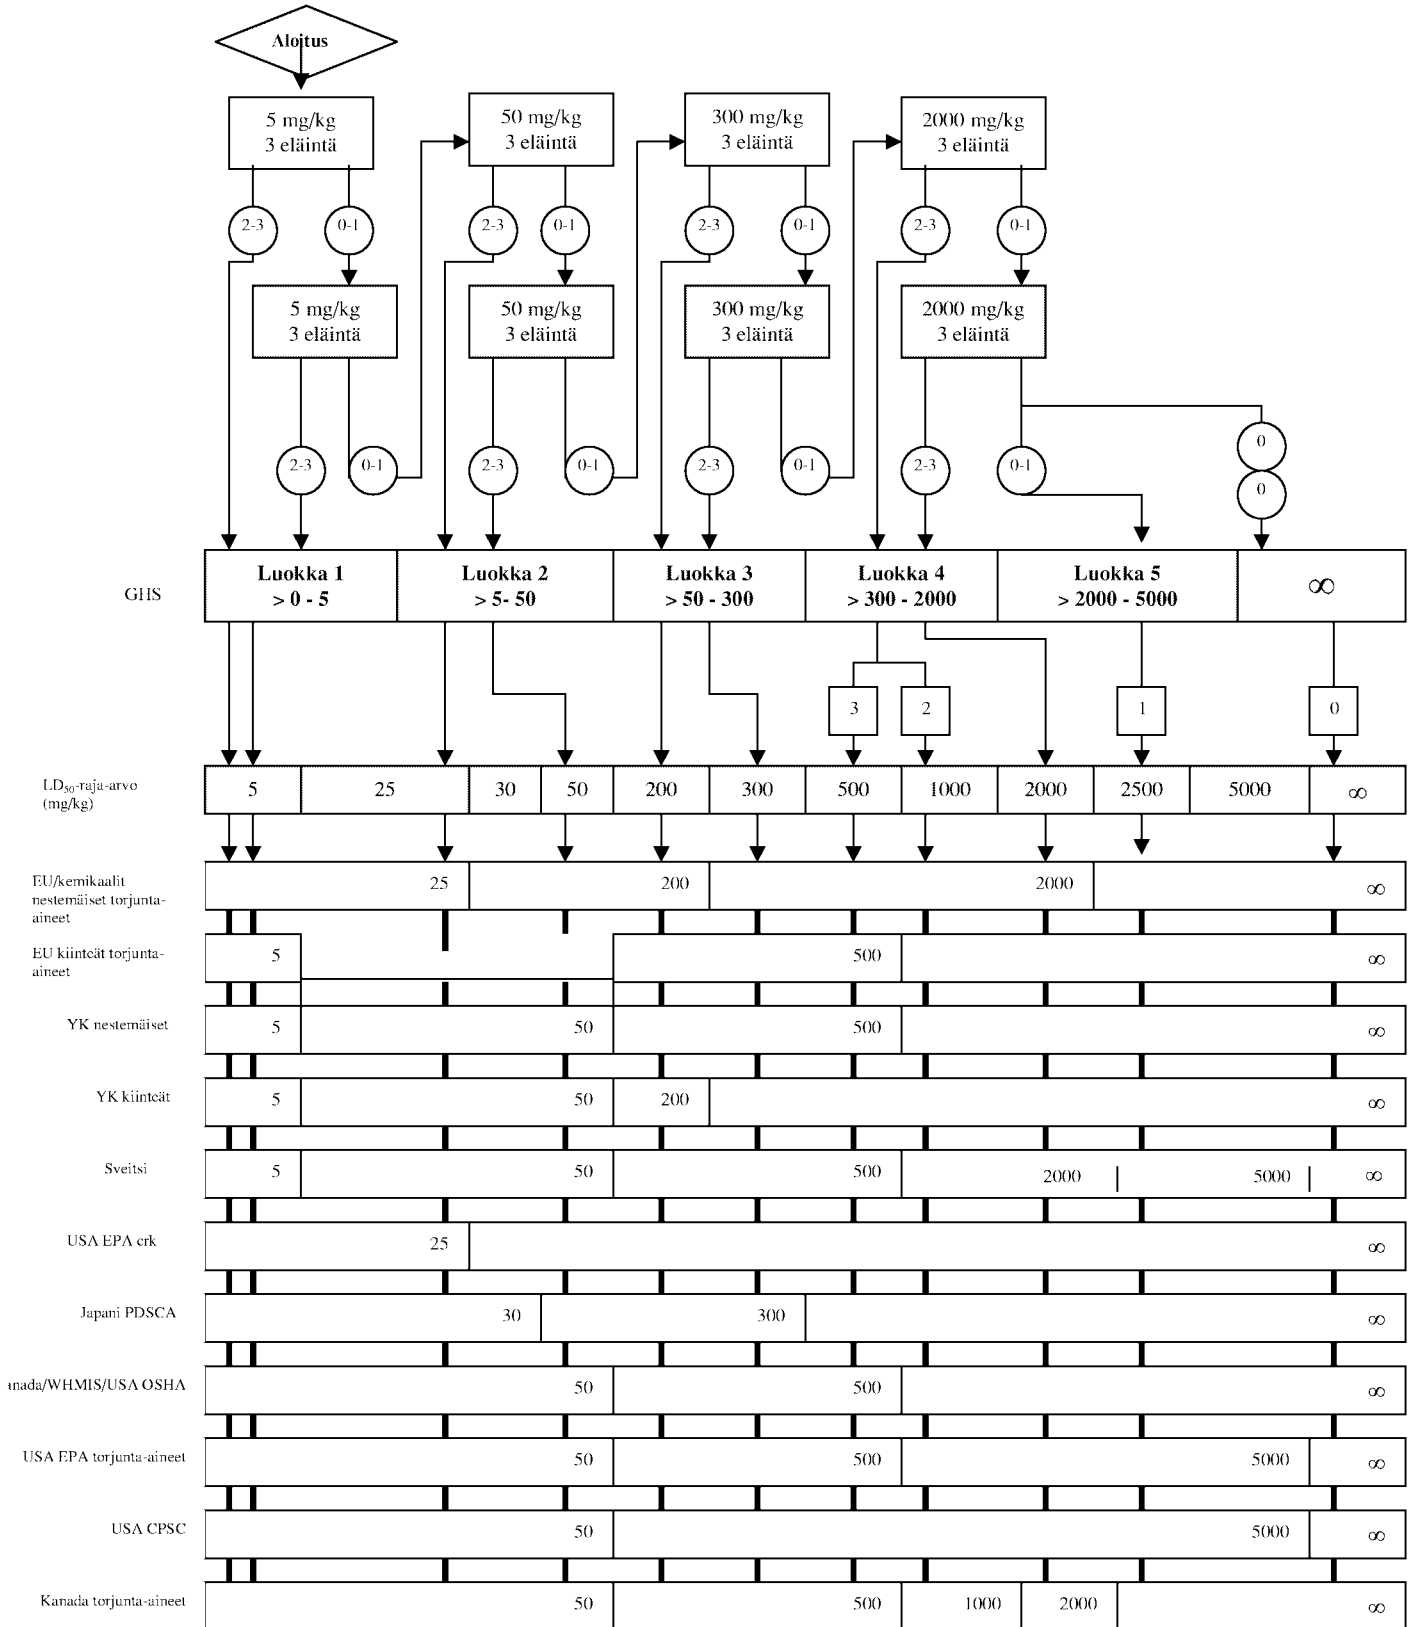 Aloitus
5 mg/kg
3 eläintä
50 mg/kg
3 eläintä
300 mg/kg
3 eläintä
2000 mg/kg
3 eläintä
2-3
0-1
2-3
0-1
2-3
0-1
2-3
0-1
5 mg/kg
3 eläintä
50 mg/kg
3 eläintä
300 mg/kg
3 eläintä
2000 mg/kg
3 eläintä
2-3
0-1
2-3
0-1
2-3
0-1
2-3
0-1
0
0
GHS
Luokka 1
> 0 - 5
Luokka 2
> 5- 50
Luokka 3
> 50 - 300
Luokka 4
> 300 - 2000
Luokka 5
> 2000 - 5000
∞
3
2
1
0
LD₅₀-raja-arvo
(mg/kg)
5
25
30
50
200
300
500
1000
2000
2500
5000
∞
EU/kemikaalit
nestemäiset torjunta-
aineet
25
200
2000
∞
EU kiinteät torjunta-
aineet
5
500
∞
YK nestemäiset
5
50
500
∞
YK kiinteät
5
50
200
∞
Sveitsi
5
50
500
2000
5000
∞
USA EPA crk
25
∞
Japani PDSCA
30
300
∞
anada/WHMIS/USA OSHA
50
500
∞
USA EPA torjunta-aineet
50
500
5000
∞
USA CPSC
50
5000
∞
Kanada torjunta-aineet
50
500
1000
2000
∞